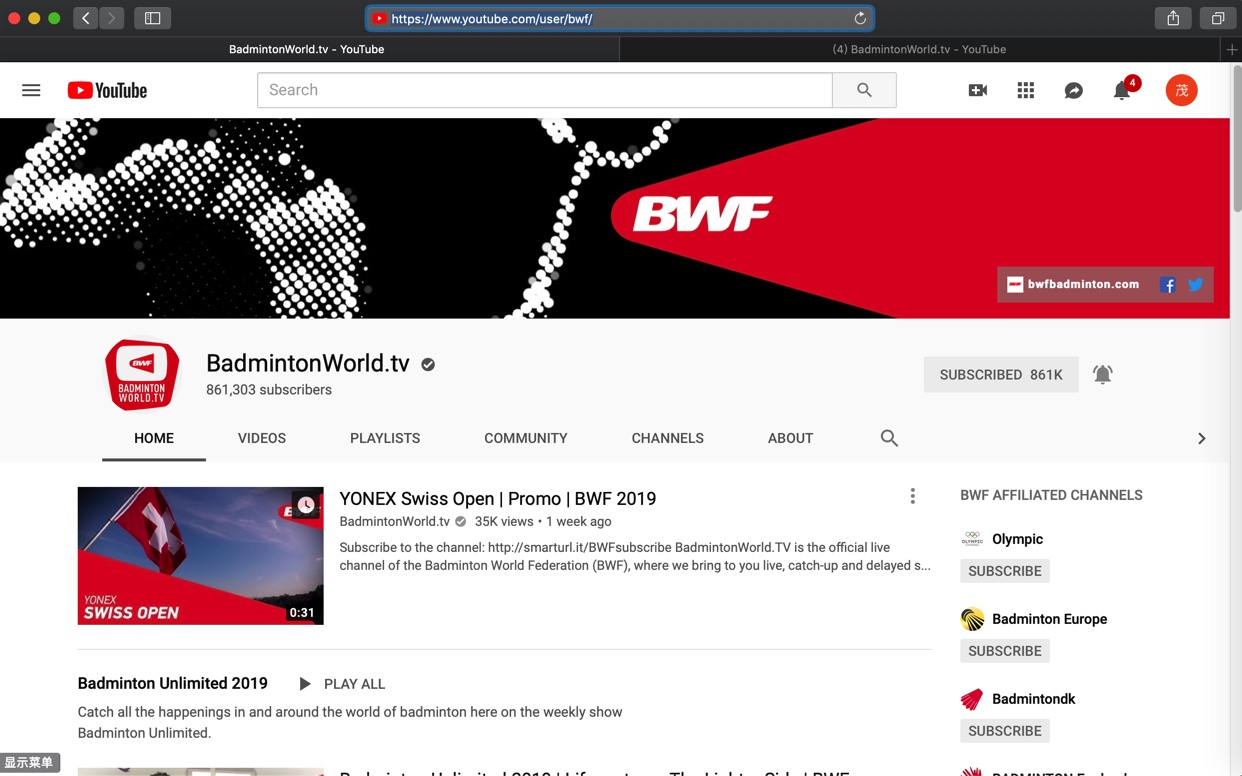 https://www.youtube.com/user/bwf/
BadmintonWorld.tv - YouTube
(4) BadmintonWorld.tv - YouTube
YouTube
Search
4
茂
BWF
bwfbadminton.com
BWF
BADMINTON
WORLD.TV
BadmintonWorld.tv
861,303 subscribers
SUBSCRIBED 861K
HOME
VIDEOS
PLAYLISTS
COMMUNITY
CHANNELS
ABOUT
YONEX
SWISS OPEN
0:31
YONEX Swiss Open | Promo | BWF 2019
BadmintonWorld.tv 35K views • 1 week ago
Subscribe to the channel: http://smarturl.it/BWFsubscribe BadmintonWorld.TV is the official live
channel of the Badminton World Federation (BWF), where we bring to you live, catch-up and delayed s...
BWF AFFILIATED CHANNELS
Olympic
SUBSCRIBE
Badminton Europe
SUBSCRIBE
Badmintondk
SUBSCRIBE
Badminton Unlimited 2019
PLAY ALL
Catch all the happenings in and around the world of badminton here on the weekly show
Badminton Unlimited.
显示菜单